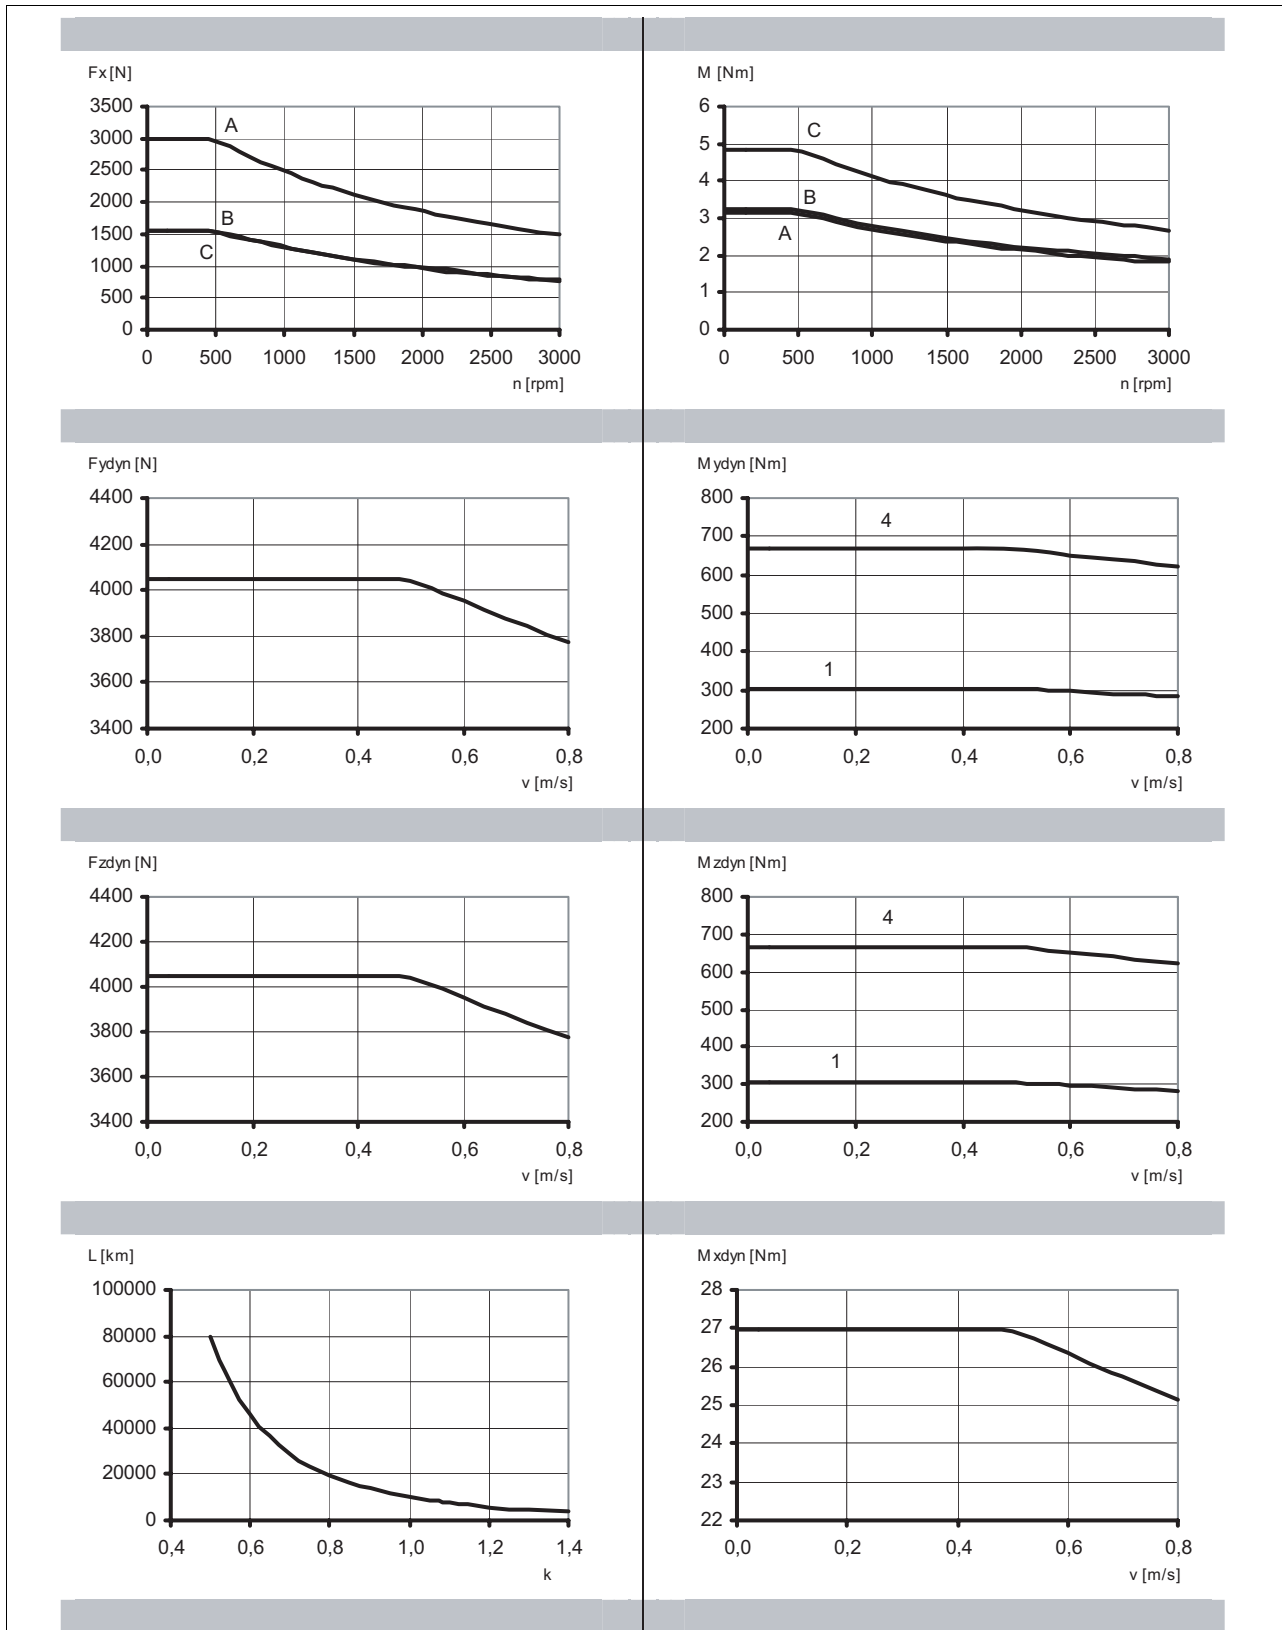 Fx [N]
3500
3000
2500
2000
1500
1000
500
0
A
B
C
0 500 1000 1500 2000 2500 3000
n [rpm]
M [Nm]
6
5
4
3
2
1
0
C
B
A
0 500 1000 1500 2000 2500 3000
n [rpm]
Fydyn [N]
4400
4200
4000
3800
3600
3400
0,0 0,2 0,4 0,6 0,8
v [m/s]
Mydyn [Nm]
800
700
600
500
400
300
200
4
1
0,0 0,2 0,4 0,6 0,8
v [m/s]
Fzdyn [N]
4400
4200
4000
3800
3600
3400
0,0 0,2 0,4 0,6 0,8
v [m/s]
Mzdyn [Nm]
800
700
600
500
400
300
200
4
1
0,0 0,2 0,4 0,6 0,8
v [m/s]
L [km]
100000
80000
60000
40000
20000
0
0,4 0,6 0,8 1,0 1,2 1,4
k
Mxdyn [Nm]
28
27
26
25
24
23
22
0,0 0,2 0,4 0,6 0,8
v [m/s]